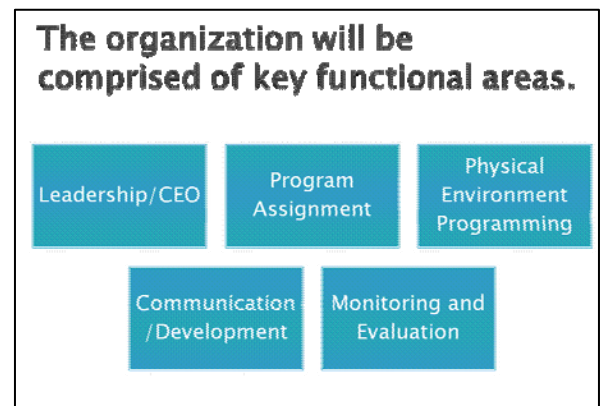 The organization will be
comprised of key functional areas.
Leadership/CEO
Program
Assignment
Physical
Environment
Programming
Communication
/Development
Monitoring and
Evaluation